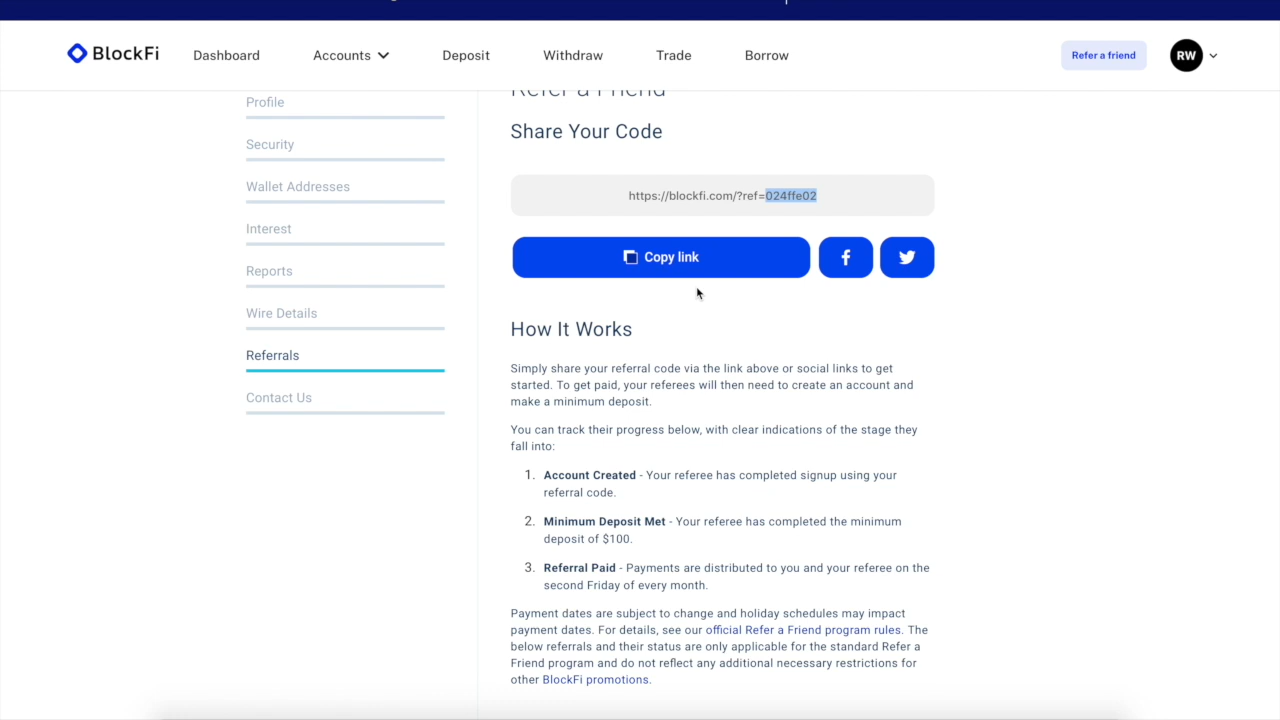 BlockFi
Dashboard
Accounts
Deposit
Withdraw
Trade
Borrow
Refer a friend
RW
Profile
Security
Wallet Addresses
Interest
Reports
Wire Details
Referrals
Contact Us
Refer a Friend
Share Your Code
https://blockfi.com/?ref=024ffe02
Copy link
How It Works
Simply share your referral code via the link above or social links to get
started. To get paid, your referees will then need to create an account and
make a minimum deposit.
You can track their progress below, with clear indications of the stage they
fall into:
1. Account Created - Your referee has completed signup using your
referral code.
2. Minimum Deposit Met - Your referee has completed the minimum
deposit of $100.
3. Referral Paid - Payments are distributed to you and your referee on the
second Friday of every month.
Payment dates are subject to change and holiday schedules may impact
payment dates. For details, see our official Refer a Friend program rules. The
below referrals and their status are only applicable for the standard Refer a
Friend program and do not reflect any additional necessary restrictions for
other BlockFi promotions.